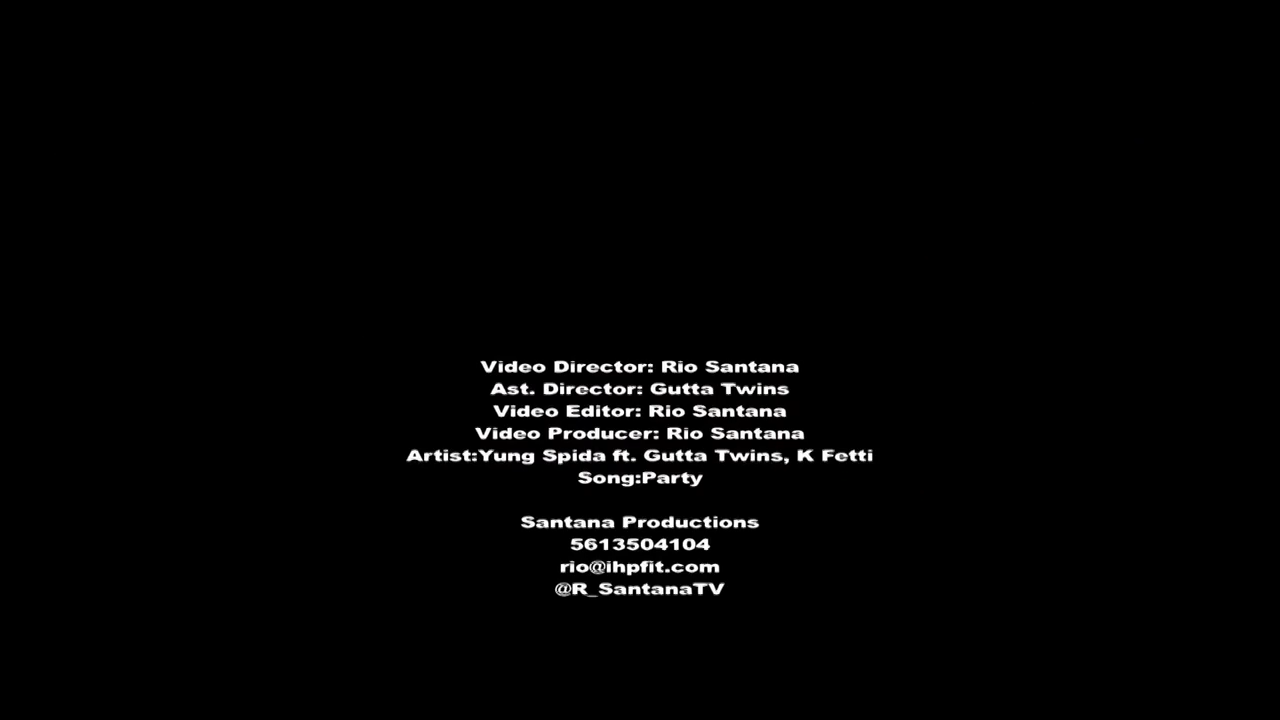 Video Director: Rio Santana
Ast. Director: Gutta Twins
Video Editor: Rio Santana
Video Producer: Rio Santana
Artist:Yung Spida ft. Gutta Twins, K Fetti
Song:Party
Santana Productions
5613504104
rio@ihpfit.com
@R_SantanaTV